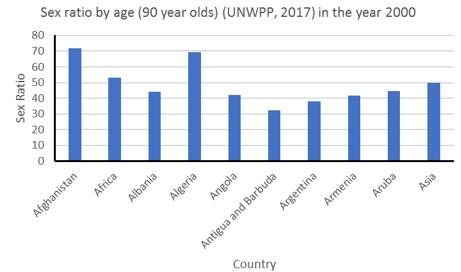 Sex ratio by age (90 year olds) (UNWPP, 2017) in the year 2000
80
70
60
50
40
30
20
10
0
Sex Ratio
Afghanistan
Africa
Albania
Algeria
Angola
Antigua and Barbuda
Argentina
Armenia
Aruba
Asia
Country